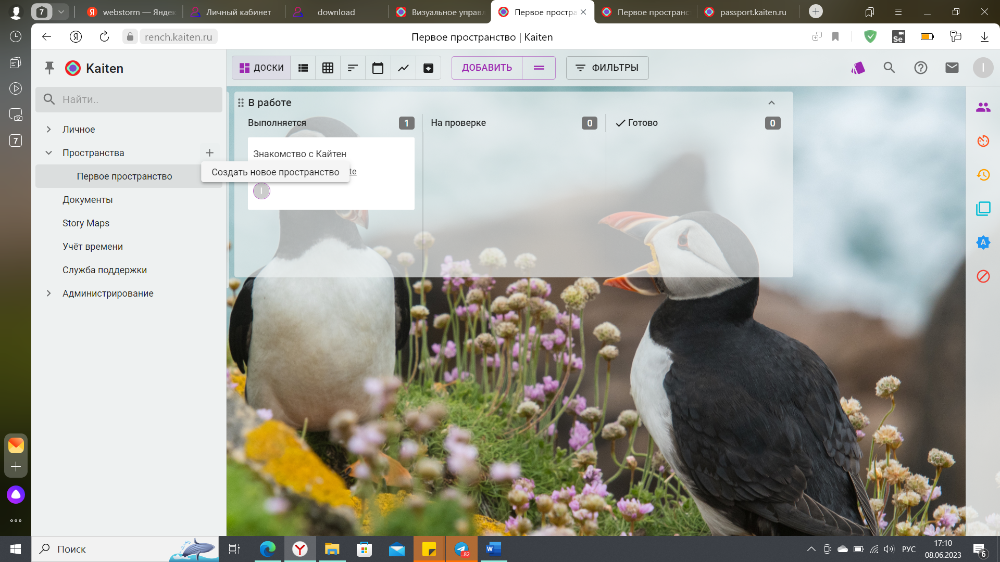 7
webstorm — Яндек
Личный кабинет
download
Визуальное управл
Первое простра
Первое пространст
passport.kaiten.ru
rench.kaiten.ru
Первое пространство | Kaiten
Se
Kaiten
ДОСКИ
ДОБАВИТЬ
ФИЛЬТРЫ
I
Найти..
7
Личное
Пространства
Первое пространство
Документы
Story Maps
Учёт времени
Служба поддержки
Администрирование
Создать новое пространство
В работе
Выполняется 1
На проверке 0
Готово 0
Знакомство с Кайтен
te
I
A
Поиск
82
W
РУС
17:10
08.06.2023
6